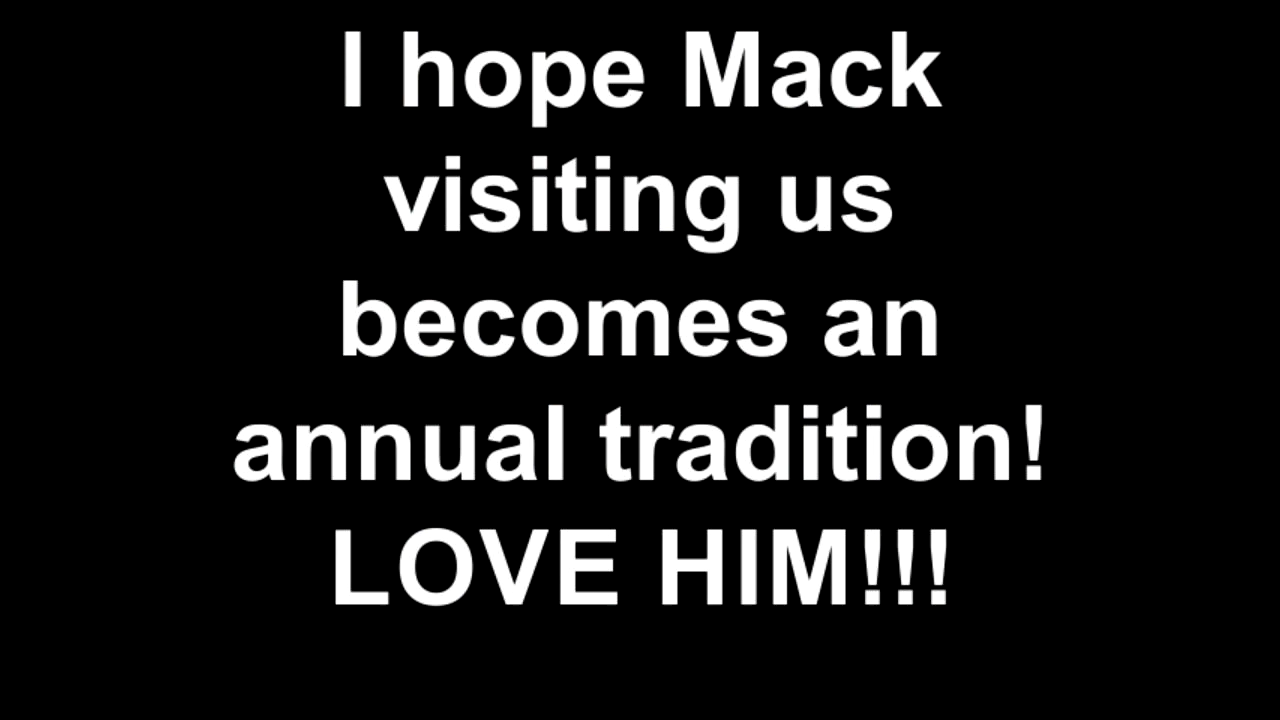 I hope Mack
visiting us
becomes an
annual tradition!
LOVE HIM!!!